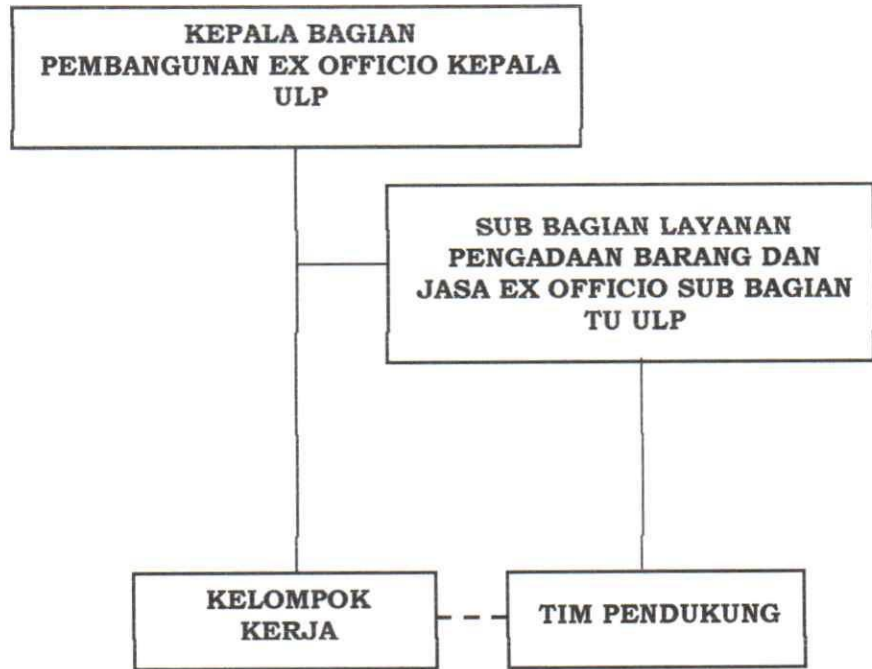 KEPALA BAGIAN
PEMBANGUNAN EX OFFICIO KEPALA
ULP
SUB BAGIAN LAYANAN
PENGADAAN BARANG DAN
JASA EX OFFICIO SUB BAGIAN
TU ULP
KELOMPOK
KERJA
TIM PENDUKUNG